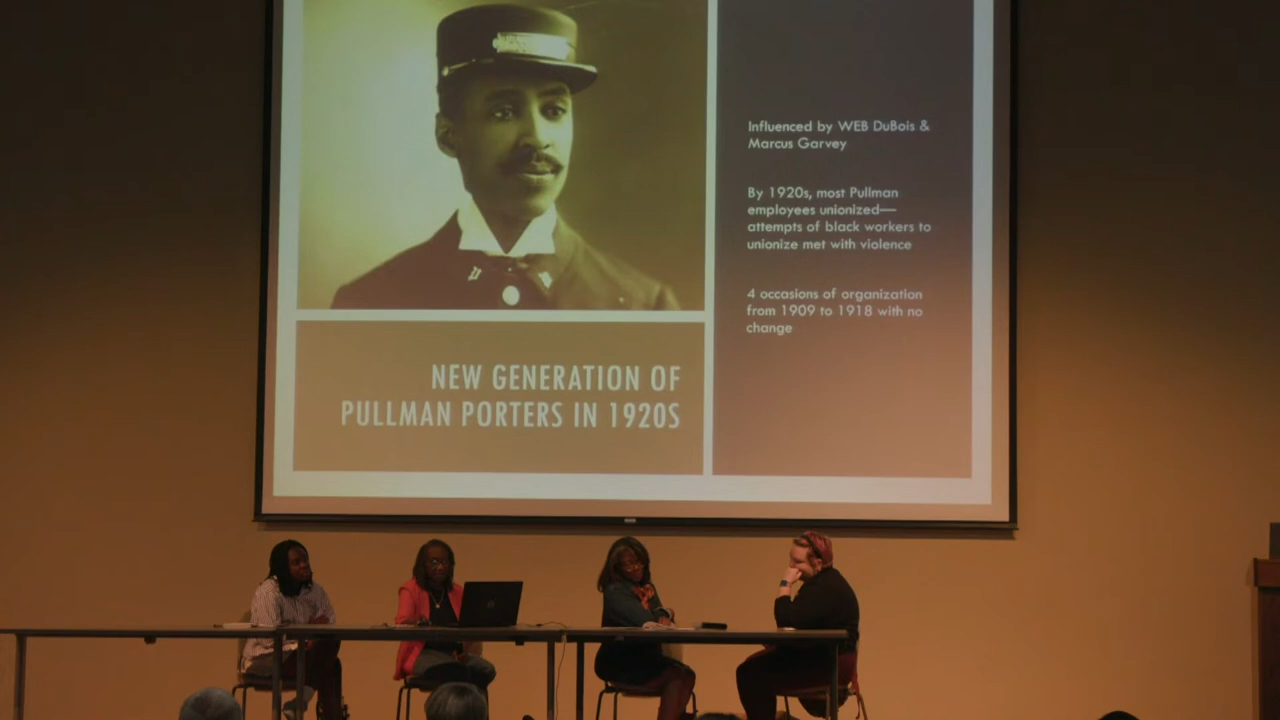 Influenced by WEB DuBois &
Marcus Garvey
By 1920s, most Pullman
employees unionized—
attempts of black workers to
unionize met with violence
4 occasions of organization
from 1909 to 1918 with no
change
NEW GENERATION OF
PULLMAN PORTERS IN 1920S